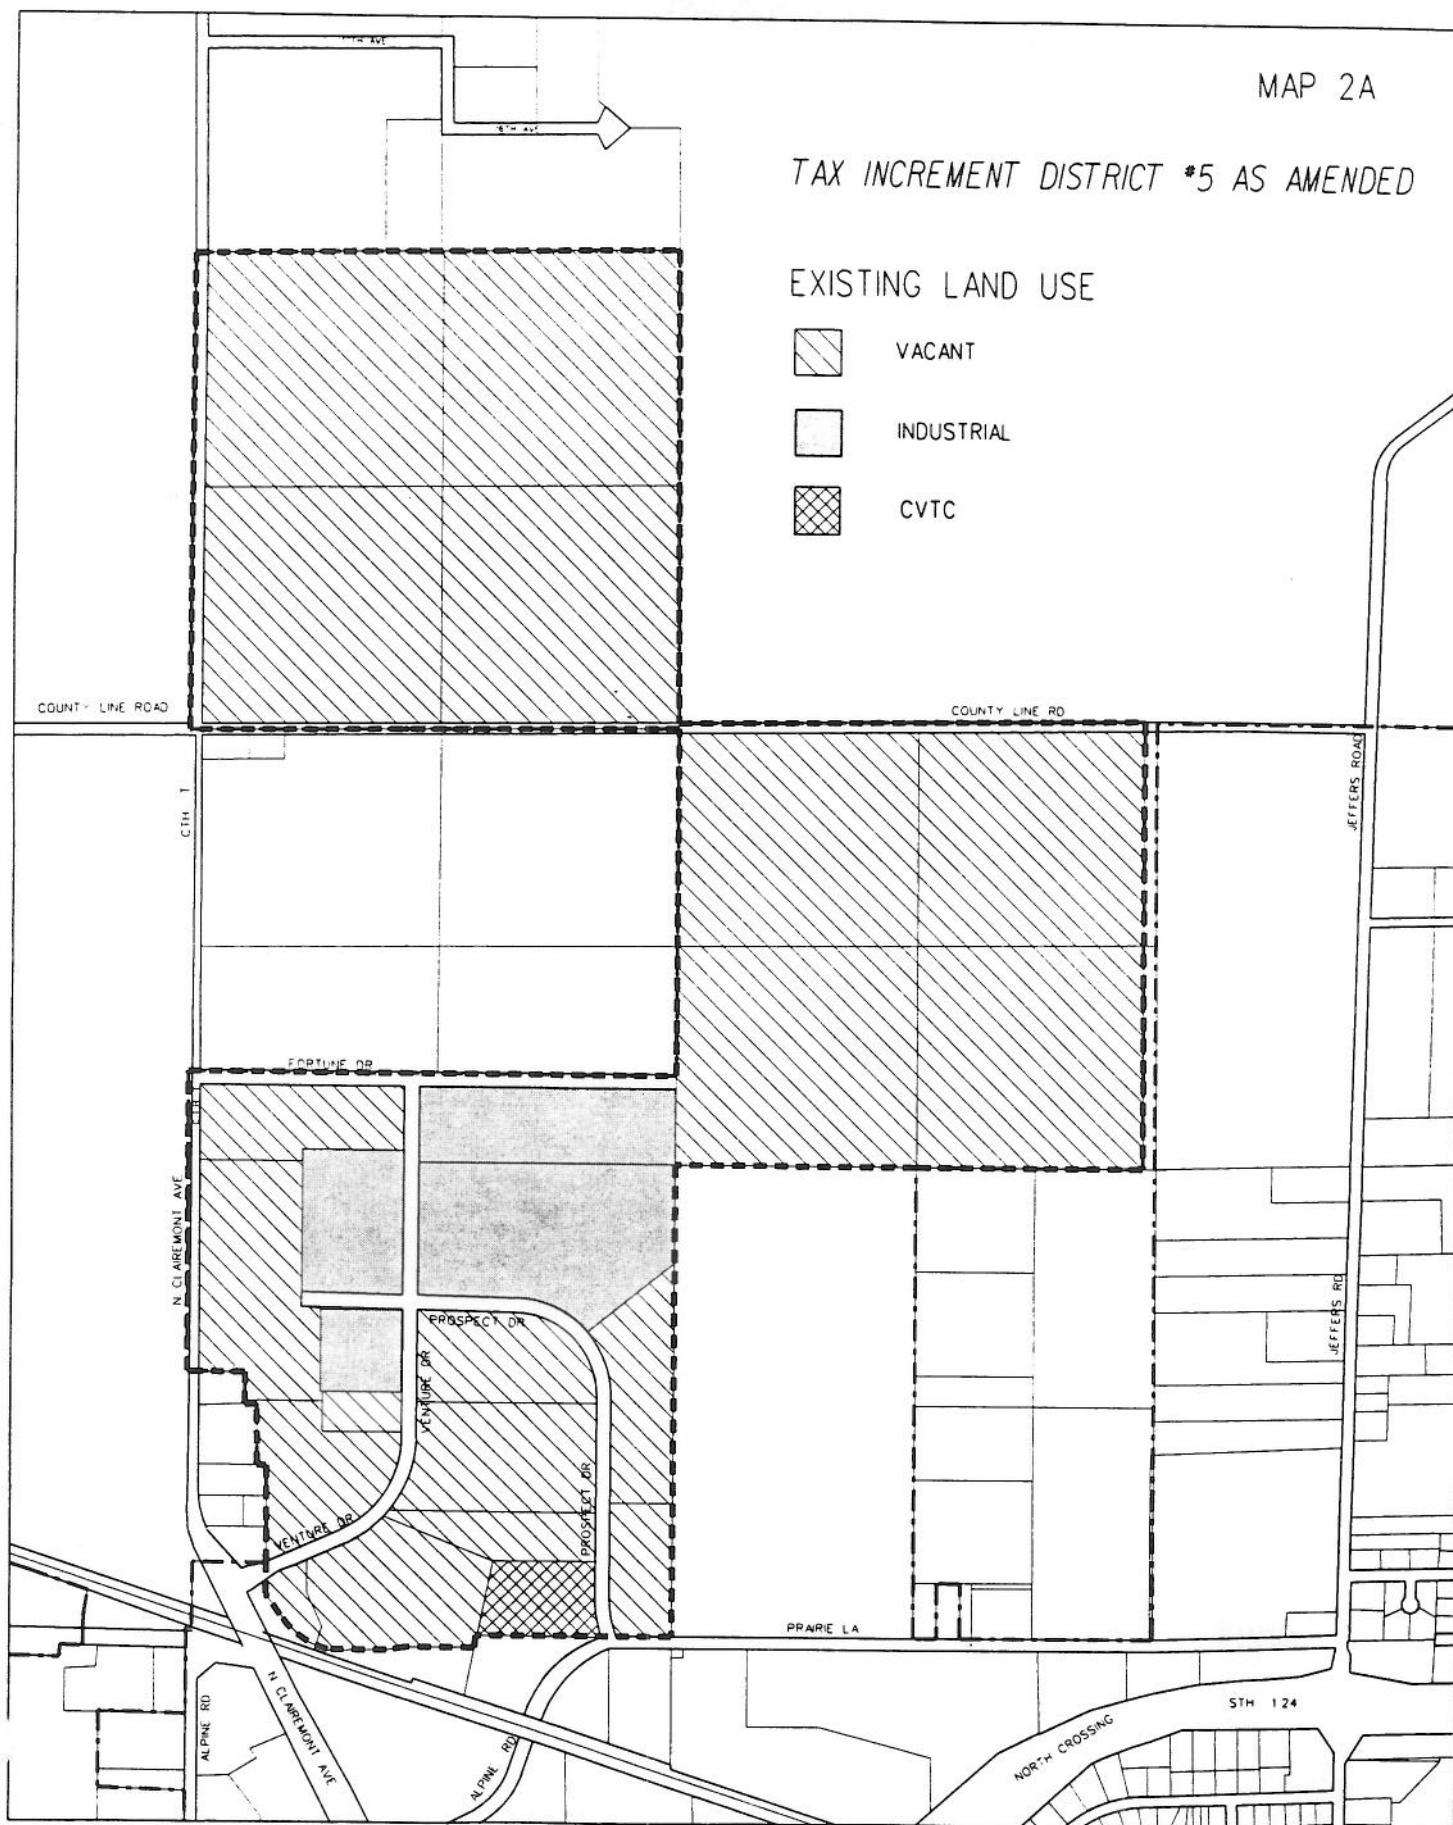 MAP 2A
TAX INCREMENT DISTRICT #5 AS AMENDED
EXISTING LAND USE
VACANT
INDUSTRIAL
CVTC
AVE
AVE
COUNTY LINE ROAD
COUNTY LINE RD
CTH T
JEFFERS ROAD
FORTUNE DR
N CLAIREMONT AVE
PROSPECT DR
VENTURE DR
JEFFERS RD
PROSPECT DR
VENTURE DR
PRAIRIE LA
ALPINE RD
N CLAIREMONT AVE
ALPINE RD
NORTH CROSSING
STH 124